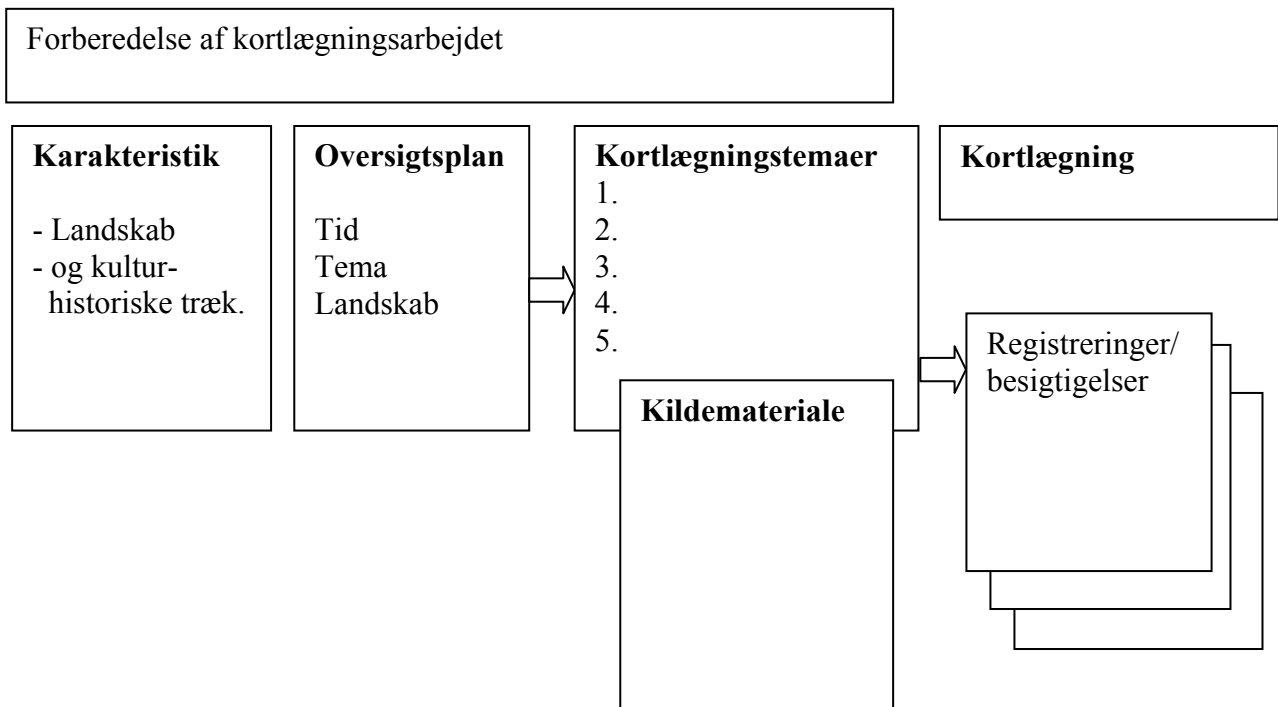 Forberedelse af kortlægningsarbejdet
Karakteristik
- Landskab
- og kultur-
historiske træk.
Oversigtsplan
Tid
Tema
Landskab
Kortlægningstemaer
1.
2.
3.
4.
5.
Kildemateriale
Kortlægning
Registreringer/
besigtigelser